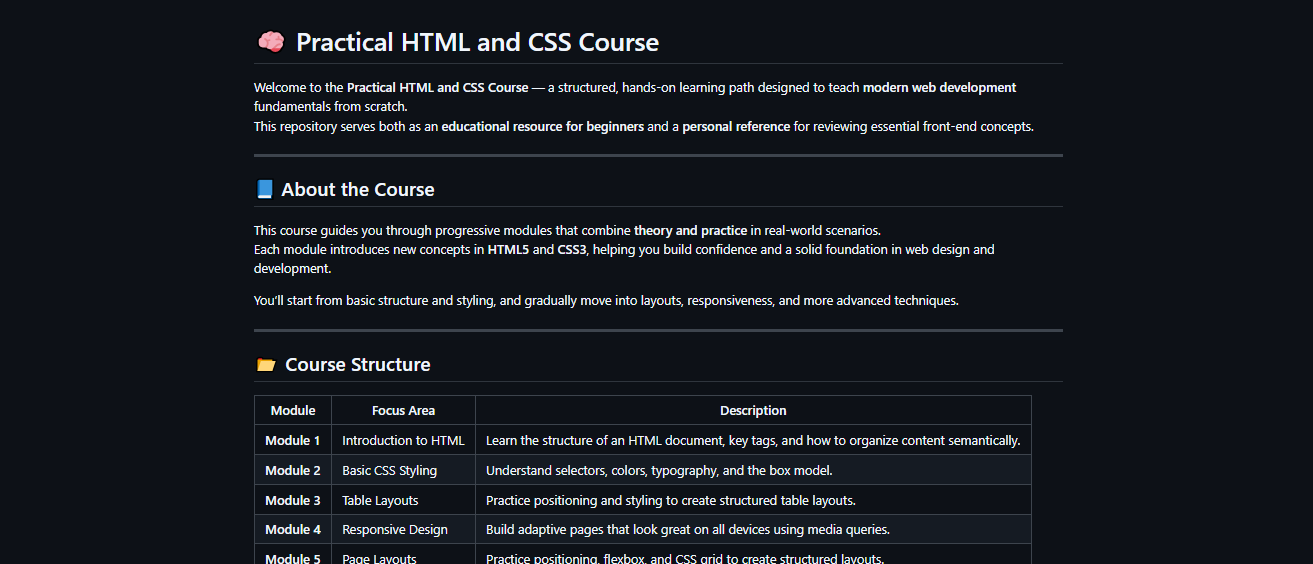 🧠 Practical HTML and CSS Course
Welcome to the Practical HTML and CSS Course — a structured, hands-on learning path designed to teach modern web development
fundamentals from scratch.
This repository serves both as an educational resource for beginners and a personal reference for reviewing essential front-end concepts.
📘 About the Course
This course guides you through progressive modules that combine theory and practice in real-world scenarios.
Each module introduces new concepts in HTML5 and CSS3, helping you build confidence and a solid foundation in web design and
development.
You’ll start from basic structure and styling, and gradually move into layouts, responsiveness, and more advanced techniques.
📂 Course Structure
Module Focus Area Description
Module 1 Introduction to HTML Learn the structure of an HTML document, key tags, and how to organize content semantically.
Module 2 Basic CSS Styling Understand selectors, colors, typography, and the box model.
Module 3 Table Layouts Practice positioning and styling to create structured table layouts.
Module 4 Responsive Design Build adaptive pages that look great on all devices using media queries.
Module 5 Page Layouts Practice positioning, flexbox, and CSS grid to create structured layouts.